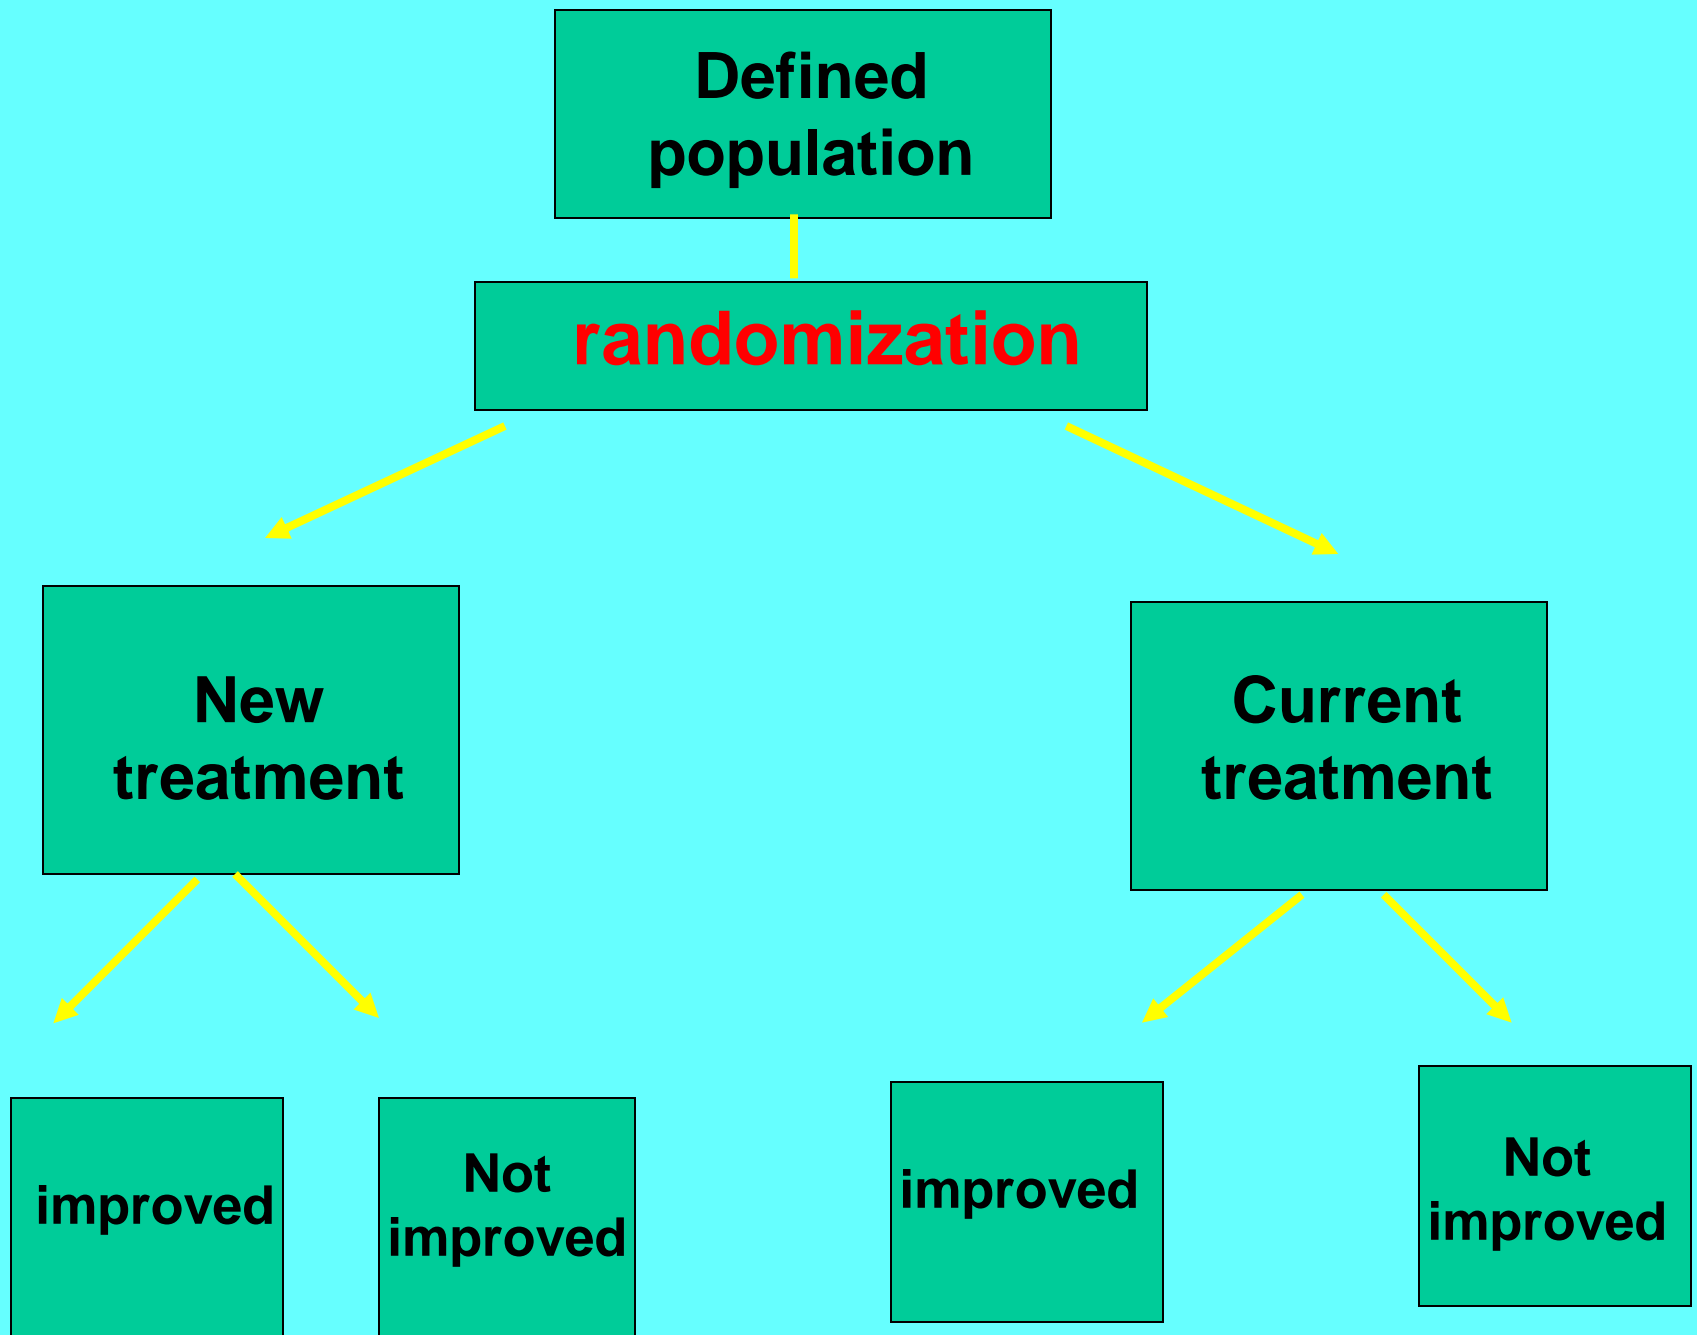 Defined
population
randomization
New
treatment
Current
treatment
improved
Not
improved
improved
Not
improved